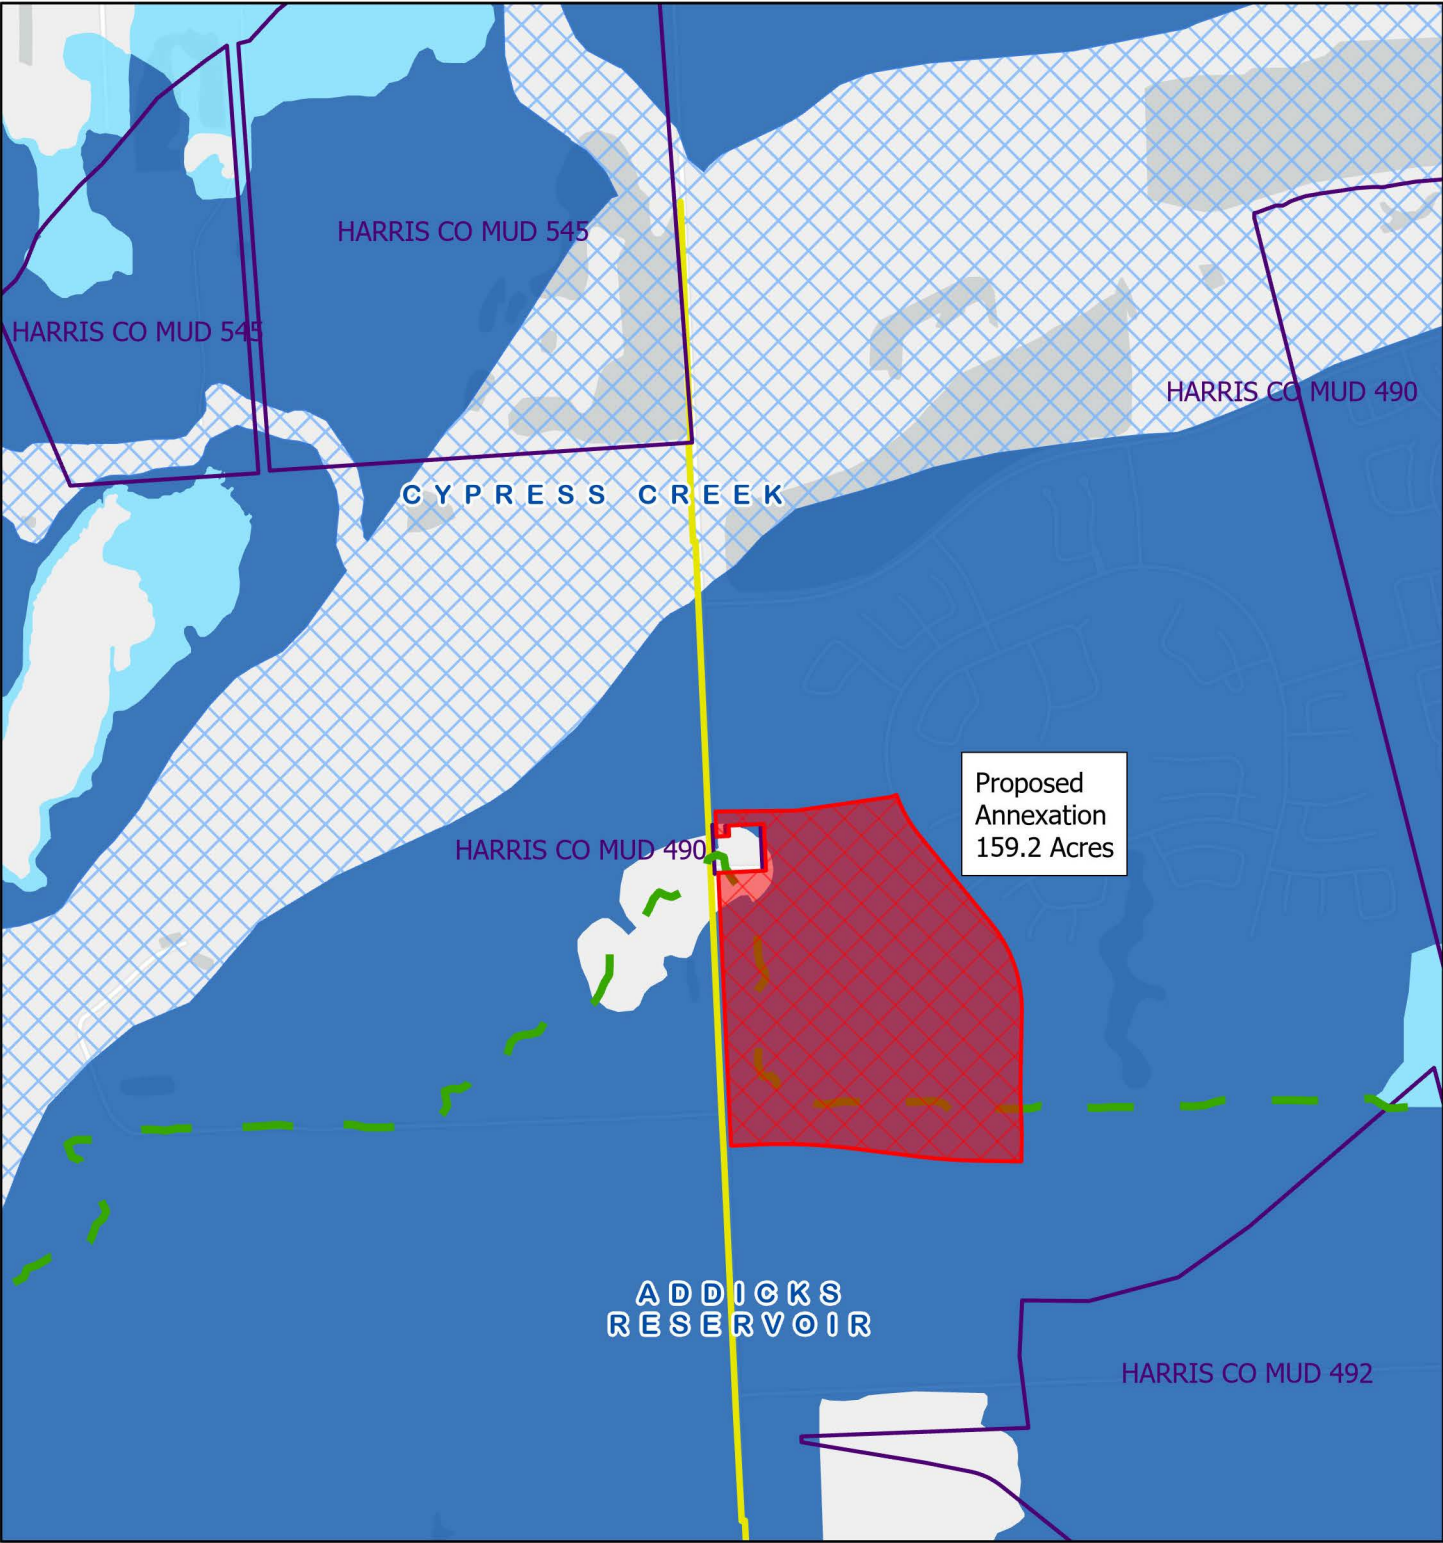 HARRIS CO MUD 545
HARRIS CO MUD 545
HARRIS CO MUD 490
CYPRESS CREEK
Proposed
Annexation
159.2 Acres
HARRIS CO MUD 490
ADDICKS
RESERVOIR
HARRIS CO MUD 492